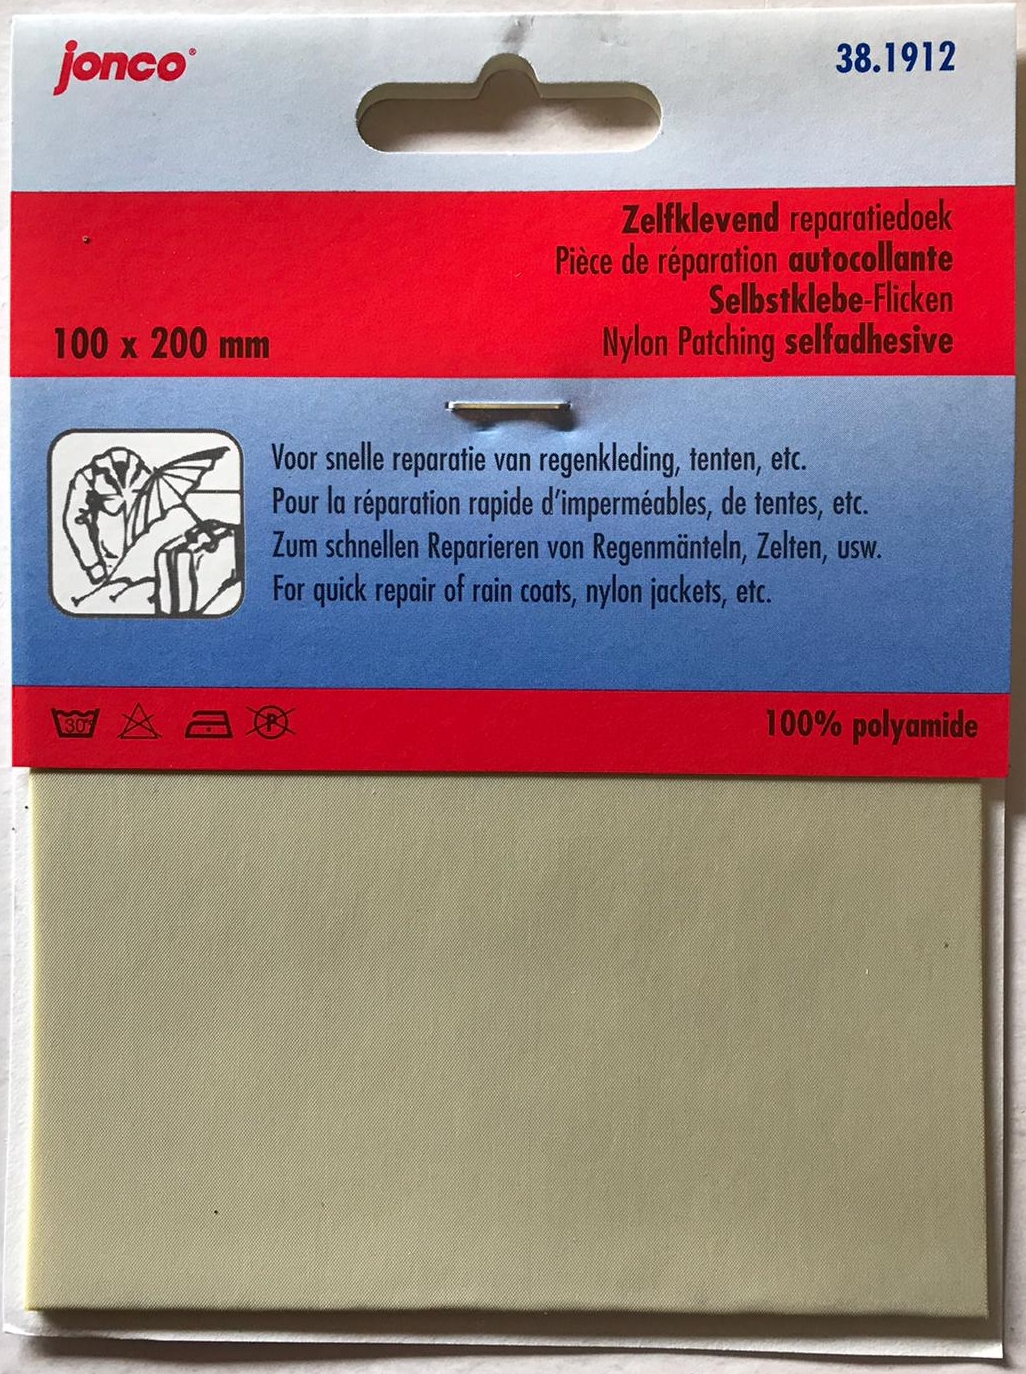 jonco®
38.1912
Zelfklevend reparatiedoek
Pièce de réparation autocollante
Selbstklebe-Flicken
Nylon Patching selfadhesive
100 x 200 mm
Voor snelle reparatie van regenkleding, tenten, etc.
Pour la réparation rapide d'imperméables, de tentes, etc.
Zum schnellen Reparieren von Regenmänteln, Zelten, usw.
For quick repair of rain coats, nylon jackets, etc.
30° P
100% polyamide